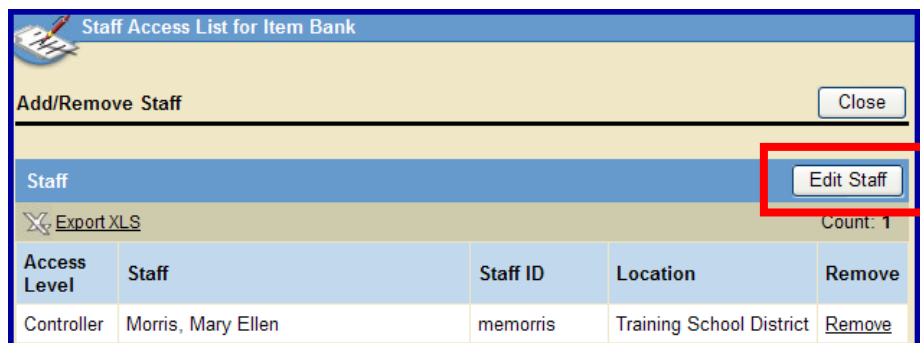 Staff Access List for Item Bank
Add/Remove Staff Close
Staff Edit Staff
Export XLS Count: 1
Access Level Staff Staff ID Location Remove
Controller Morris, Mary Ellen memorris Training School District Remove